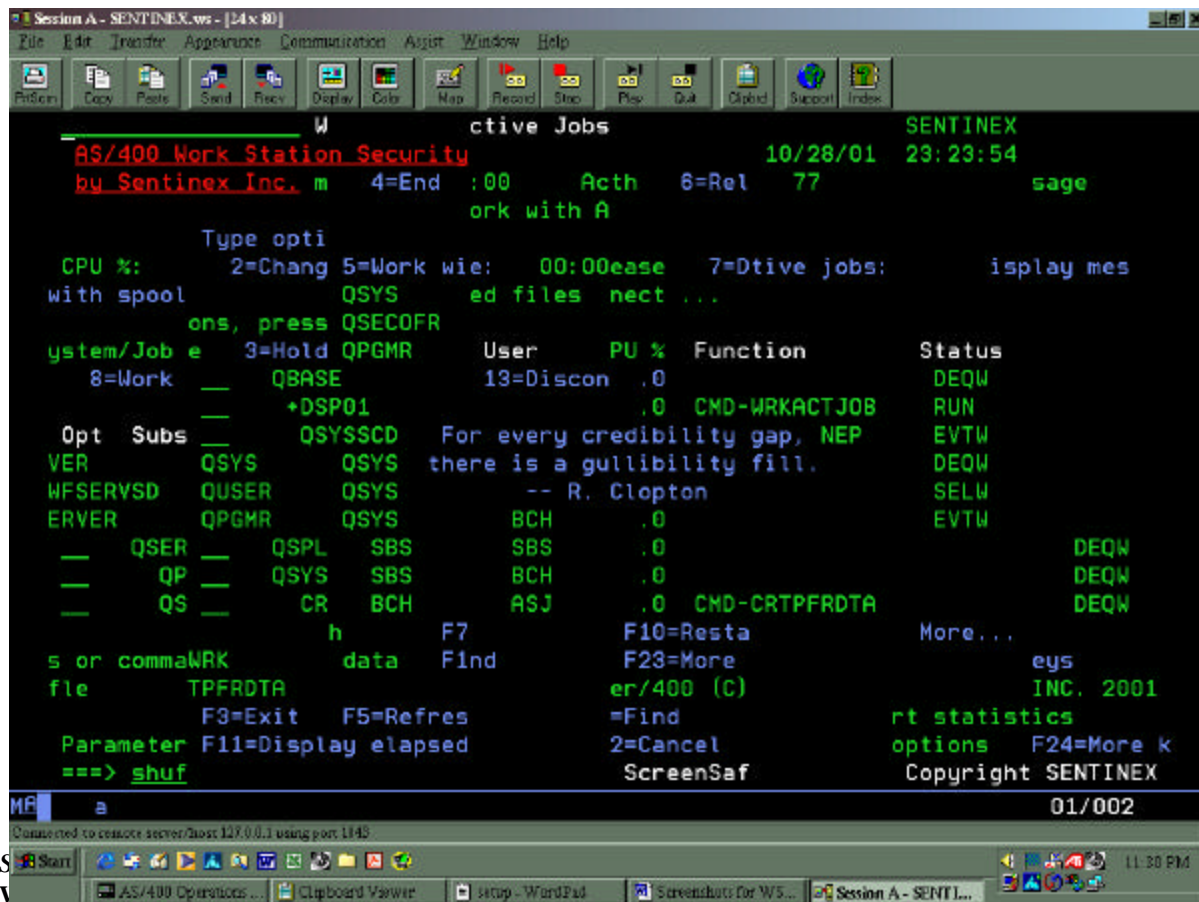 Session A - SENTINEX.ws - [24 x 80]
File Edit Transfer Appearance Communication Assist Window Help
PrtScrn Copy Paste Send Recv Display Color Map Record Stop Play Quit Clipbrd Support Index
W ctive Jobs SENTINEX
AS/400 Work Station Security 10/28/01 23:23:54
by Sentinex Inc. m 4=End :00 Acth 6=Rel 77 sage
ork with A
Type opti
CPU %: 2=Chang 5=Work wie: 00:00ease 7=Dtive jobs: isplay mes
with spool QSYS ed files nect ...
ons, press QSECOFR
ystem/Job e 3=Hold QPGMR User PU % Function Status
8=Work __ QBASE 13=Discon .0 DEQW
__ +DSP01 .0 CMD-WRKACTJOB RUN
Opt Subs __ QSYSSCD For every credibility gap, NEP EVTW
VER QSYS QSYS there is a gullibility fill. DEQW
WFSERVSD QUSER QSYS -- R. Clopton SELW
ERVER QPGMR QSYS BCH .0 EVTW
__ QSER __ QSPL SBS SBS .0 DEQW
__ QP __ QSYS SBS BCH .0 DEQW
__ QS __ CR BCH ASJ .0 CMD-CRTPFRDTA DEQW
h F7 F10=Resta More...
s or commaWRK data F1nd F23=More eys
fle TPFRDTA er/400 (C) INC. 2001
F3=Exit F5=Refres =Find rt statistics
Parameter F11=Display elapsed 2=Cancel options F24=More k
===> shuf ScreenSaf Copyright SENTINEX
MA a 01/002
Connected to remote server/host 127.0.0.1 using port 1843
S Start 11:30 PM
AS/400 Operations ... Clipboard Viewer setup - WordPad Screenshots for WS... Session A - SENTI...